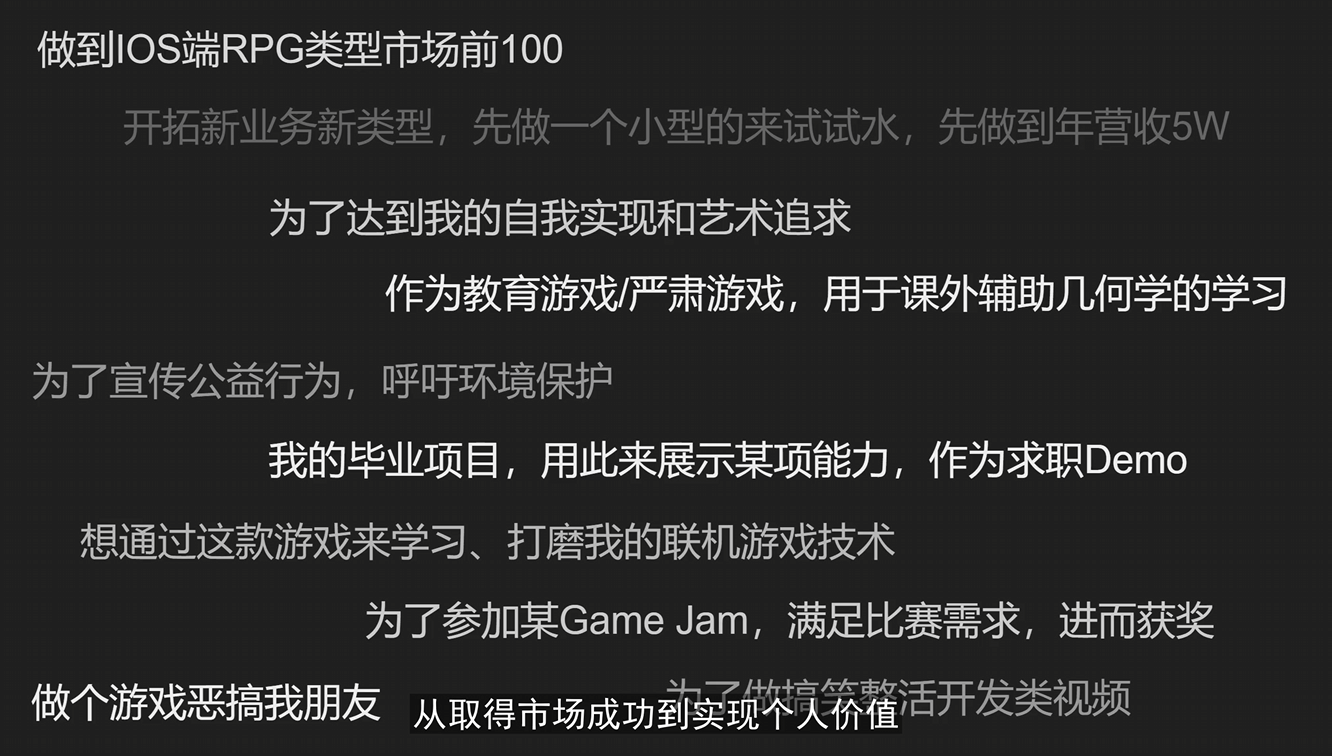 做到IOS端RPG类型市场前100
开拓新业务新类型，先做一个小型的来试试水，先做到年营收5W
为了达到我的自我实现和艺术追求
作为教育游戏/严肃游戏，用于课外辅助几何学的学习
为了宣传公益行为，呼吁环境保护
我的毕业项目，用此来展示某项能力，作为求职Demo
想通过这款游戏来学习、打磨我的联机游戏技术
为了参加某Game Jam，满足比赛需求，进而获奖
为了做搞笑整活开发类视频
做个游戏恶搞我朋友
从取得市场成功到实现个人价值